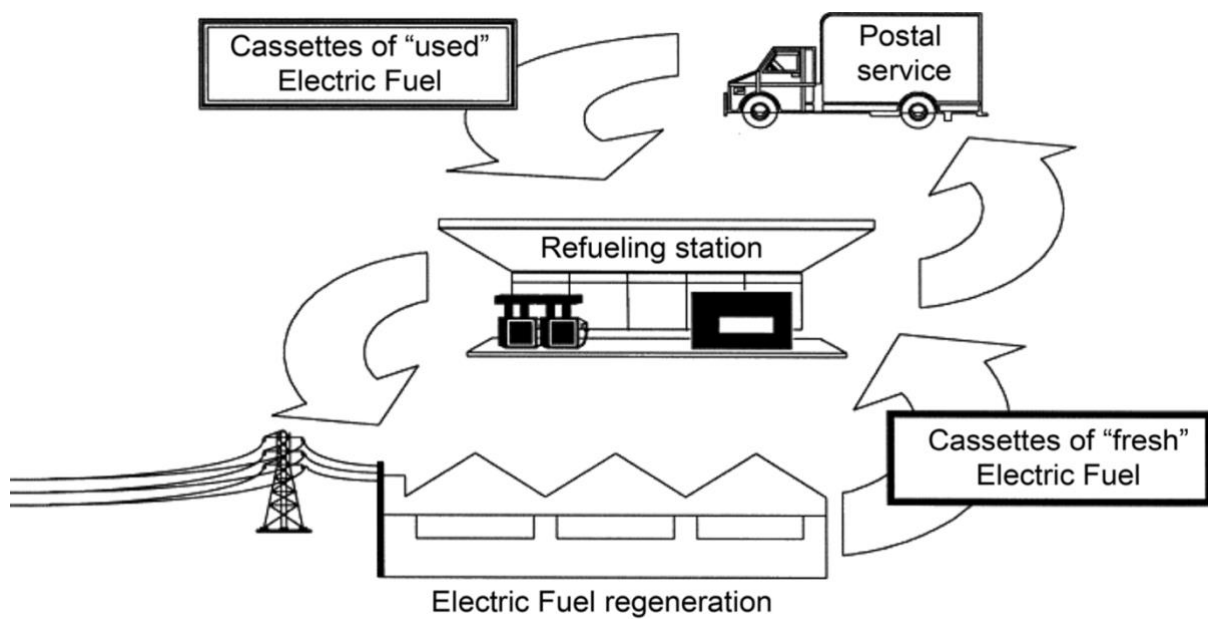 Cassettes of “used”
Electric Fuel
Postal
service
Refueling station
Cassettes of “fresh”
Electric Fuel
Electric Fuel regeneration